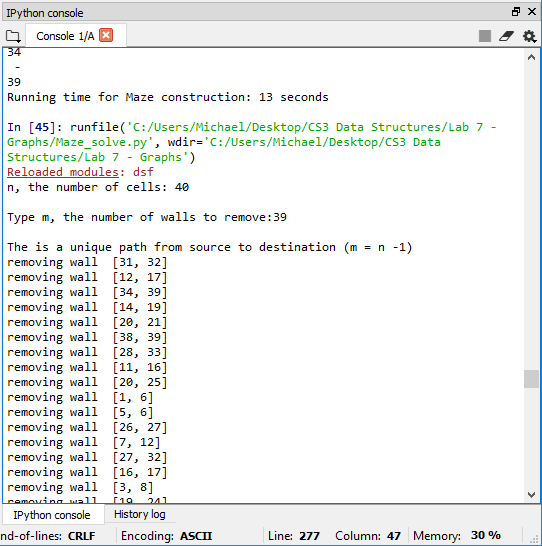 IPython console
Console 1/A
34
-
39
Running time for Maze construction: 13 seconds
In [45]: runfile('C:/Users/Michael/Desktop/CS3 Data Structures/Lab 7 -
Graphs/Maze_solve.py', wdir='C:/Users/Michael/Desktop/CS3 Data
Structures/Lab 7 - Graphs')
Reloaded modules: dsf
n, the number of cells: 40
Type m, the number of walls to remove:39
The is a unique path from source to destination (m = n -1)
removing wall  [31, 32]
removing wall  [12, 17]
removing wall  [34, 39]
removing wall  [14, 19]
removing wall  [20, 21]
removing wall  [38, 39]
removing wall  [28, 33]
removing wall  [11, 16]
removing wall  [20, 25]
removing wall  [1, 6]
removing wall  [5, 6]
removing wall  [26, 27]
removing wall  [7, 12]
removing wall  [27, 32]
removing wall  [16, 17]
removing wall  [3, 8]
removing wall  [19, 24]
IPython console History log
nd-of-lines: CRLF Encoding: ASCII Line: 277 Column: 47 Memory: 30 %